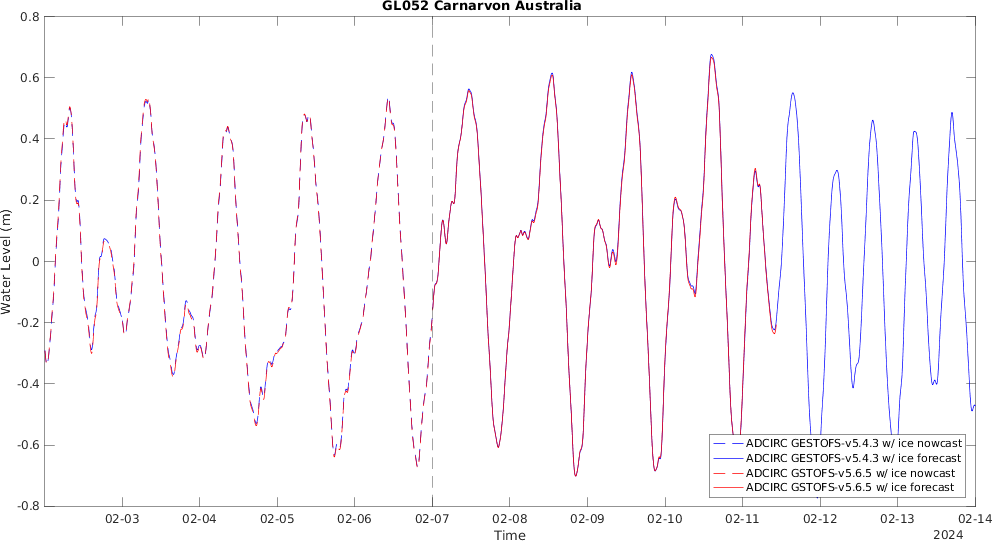 GL052 Carnarvon Australia
Water Level (m)
0.8
0.6
0.4
0.2
0
-0.2
-0.4
-0.6
-0.8
ADCIRC GESTOFS-v5.4.3 w/ ice nowcast
ADCIRC GESTOFS-v5.4.3 w/ ice forecast
ADCIRC GSTOFS-v5.6.5 w/ ice nowcast
ADCIRC GSTOFS-v5.6.5 w/ ice forecast
02-03 02-04 02-05 02-06 02-07 02-08 02-09 02-10 02-11 02-12 02-13 02-14
Time
2024